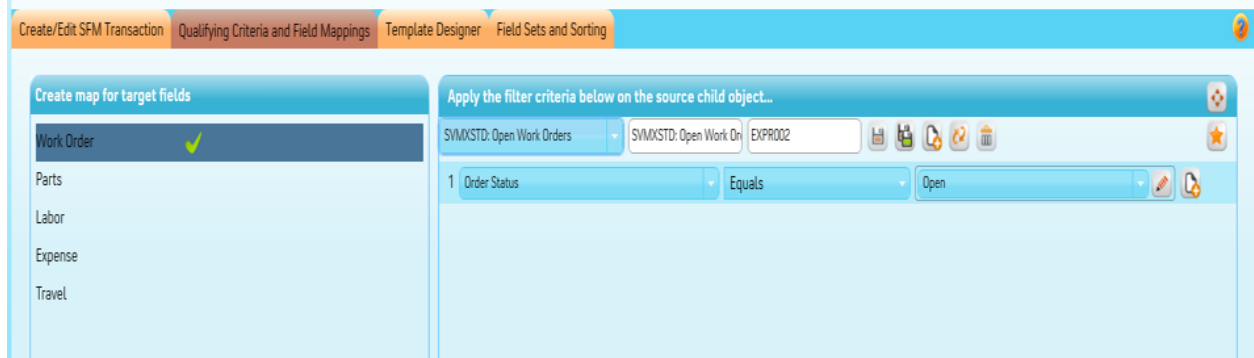 Create/Edit SFM Transaction Qualifying Criteria and Field Mappings Template Designer Field Sets and Sorting
?
Create map for target fields
Apply the filter criteria below on the source child object...
Work Order
SVMXSTD: Open Work Orders SVMXSTD: Open Work Or EXPR002
Parts
1 Order Status Equals Open
Labor
Expense
Travel